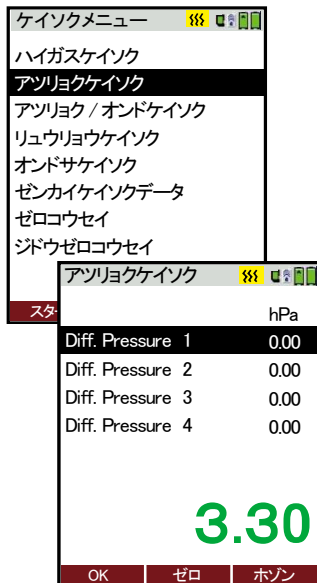 ケイソクメニュー
ハイガスケイソク
アツリョクケイソク
アツリョク / オンドケイソク
リュウリョウケイソク
オンドサケイソク
ゼンカイケイソクデータ
ゼロコウセイ
ジドウゼロコウセイ
スター
アツリョクケイソク
hPa
Diff. Pressure 1 0.00
Diff. Pressure 2 0.00
Diff. Pressure 3 0.00
Diff. Pressure 4 0.00
3.30
OK ゼロ ホゾン